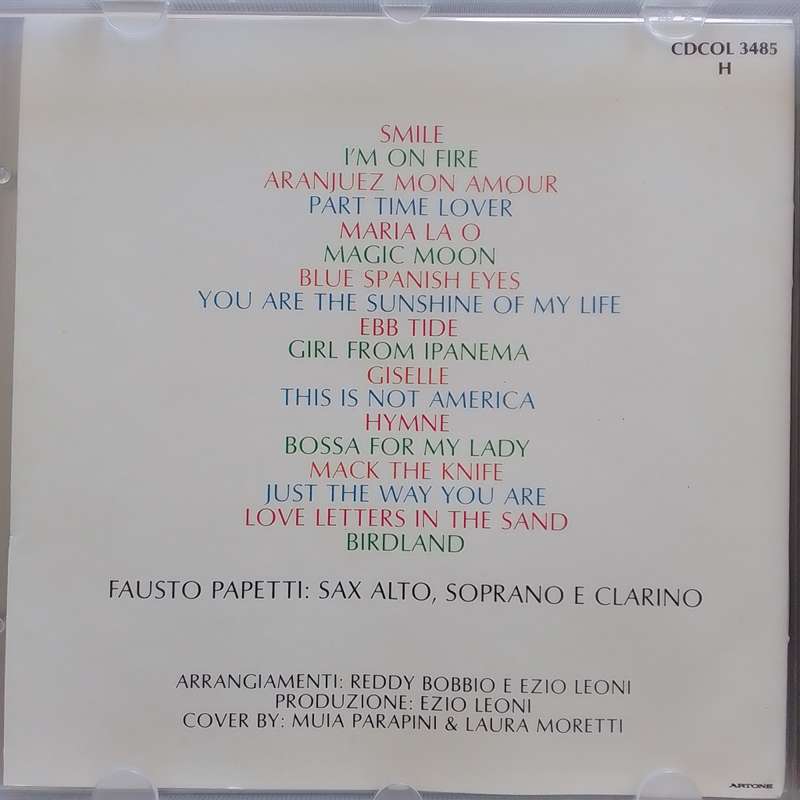 CDCOL 3485
H
SMILE
I'M ON FIRE
ARANJUEZ MON AMOUR
PART TIME LOVER
MARIA LA O
MAGIC MOON
BLUE SPANISH EYES
YOU ARE THE SUNSHINE OF MY LIFE
EBB TIDE
GIRL FROM IPANEMA
GISELLE
THIS IS NOT AMERICA
HYMNE
BOSSA FOR MY LADY
MACK THE KNIFE
JUST THE WAY YOU ARE
LOVE LETTERS IN THE SAND
BIRDLAND
FAUSTO PAPETTI: SAX ALTO, SOPRANO E CLARINO
ARRANGIAMENTI: REDDY BOBBIO E EZIO LEONI
PRODUZIONE: EZIO LEONI
COVER BY: MUIA PARAPINI & LAURA MORETTI
ARTONE